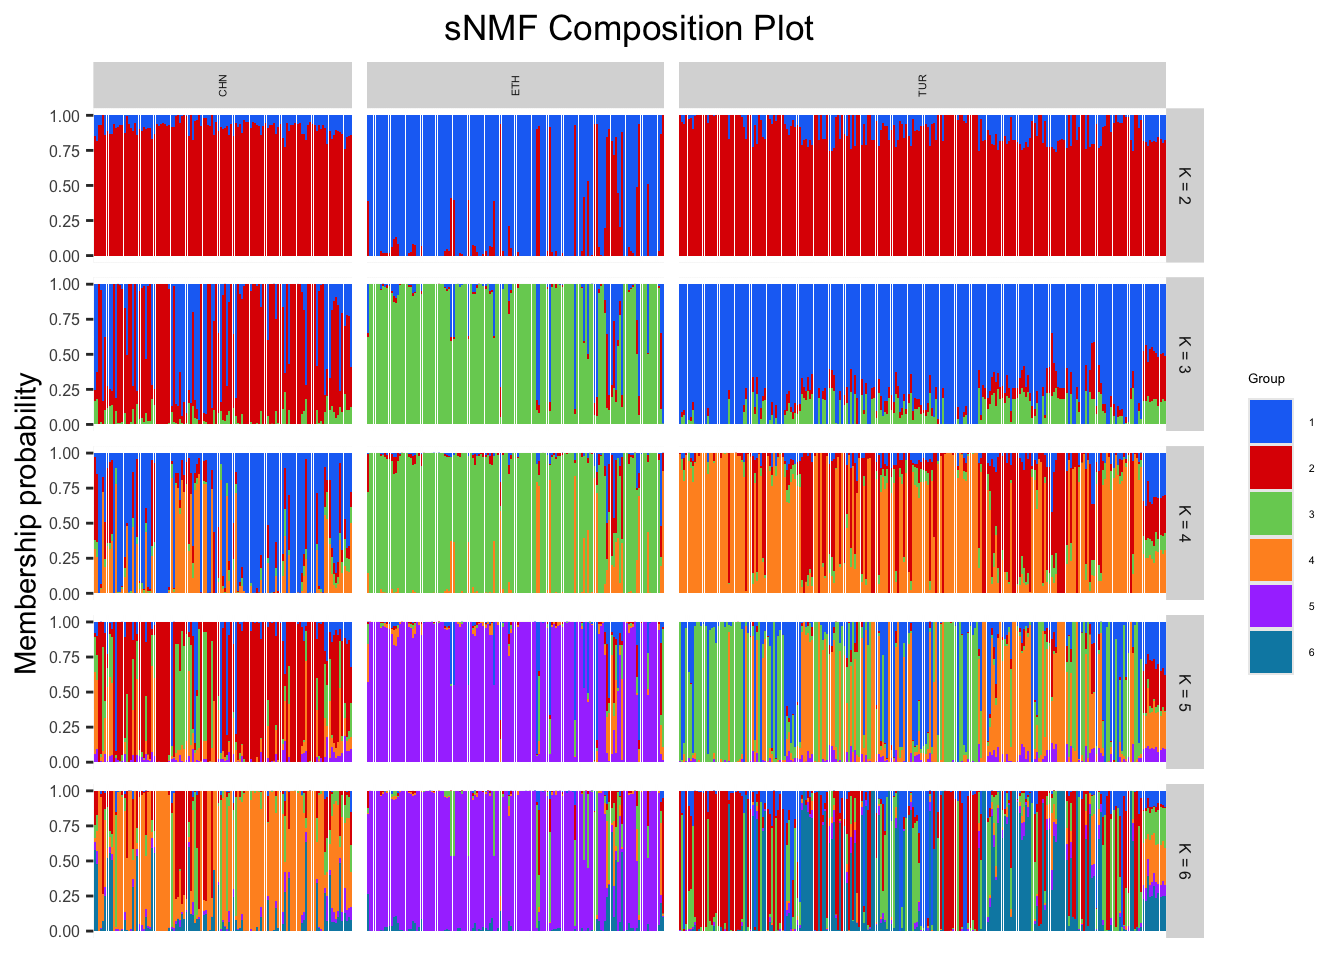 sNMF Composition Plot
CHN
ETH
TUR
1.00
0.75
0.50
0.25
0.00
K = 2
1.00
0.75
0.50
0.25
0.00
K = 3
1.00
0.75
0.50
0.25
0.00
K = 4
1.00
0.75
0.50
0.25
0.00
K = 5
1.00
0.75
0.50
0.25
0.00
K = 6
Membership probability
Group
1
2
3
4
5
6